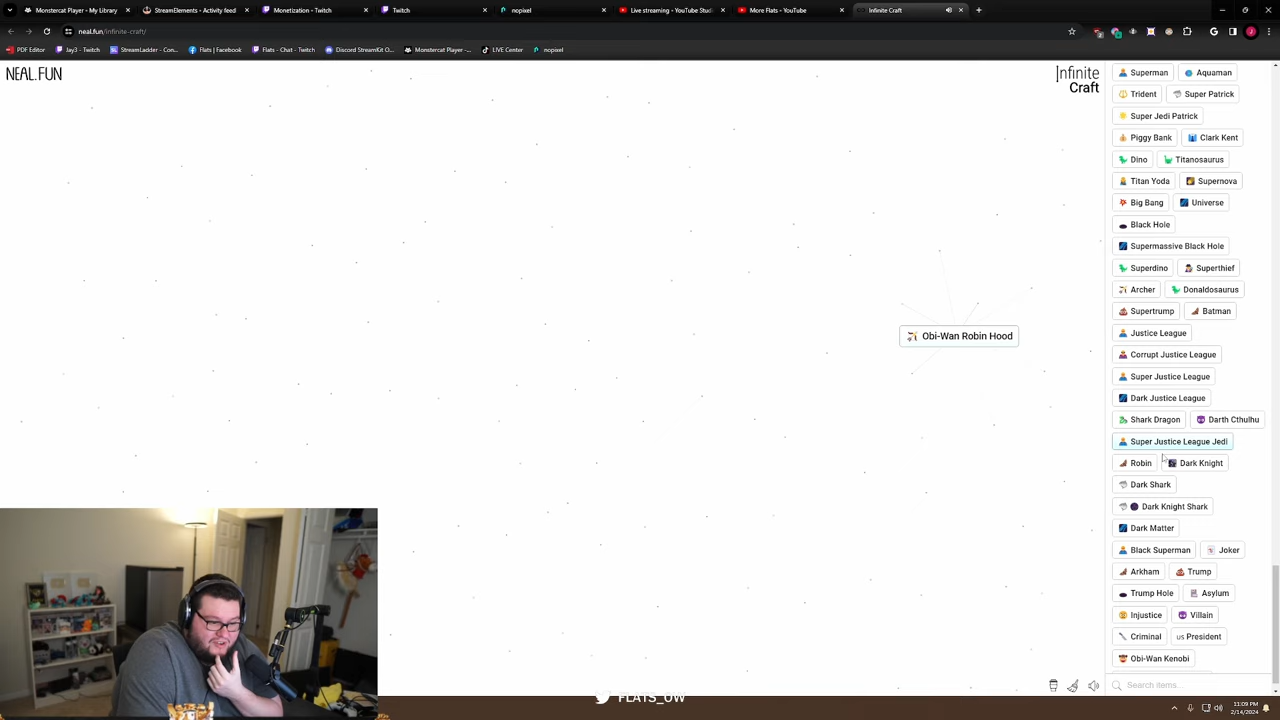 Monstercat Player - My Library
StreamElements - Activity feed
Monetization - Twitch
Twitch
nopixel
Live streaming - YouTube Studi
More Flats - YouTube
Infinite Craft
neal.fun/infinite-craft/
PDF Editor
Jay3 - Twitch
StreamLadder - Con...
Flats | Facebook
Flats - Chat - Twitch
Discord StreamKit O...
Monstercat Player -...
LIVE Center
nopixel
NEAL.FUN
Infinite
Craft
Obi-Wan Robin Hood
Superman Aquaman
Trident Super Patrick
Super Jedi Patrick
Piggy Bank Clark Kent
Dino Titanosaurus
Titan Yoda Supernova
Big Bang Universe
Black Hole
Supermassive Black Hole
Superdino Superthief
Archer Donaldosaurus
Supertrump Batman
Justice League
Corrupt Justice League
Super Justice League
Dark Justice League
Shark Dragon Darth Cthulhu
Super Justice League Jedi
Robin Dark Knight
Dark Shark
Dark Knight Shark
Dark Matter
Black Superman Joker
Arkham Trump
Trump Hole Asylum
Injustice Villain
Criminal US President
Obi-Wan Kenobi
Search items...
FLATS_OW
11:09 PM
2/14/2024